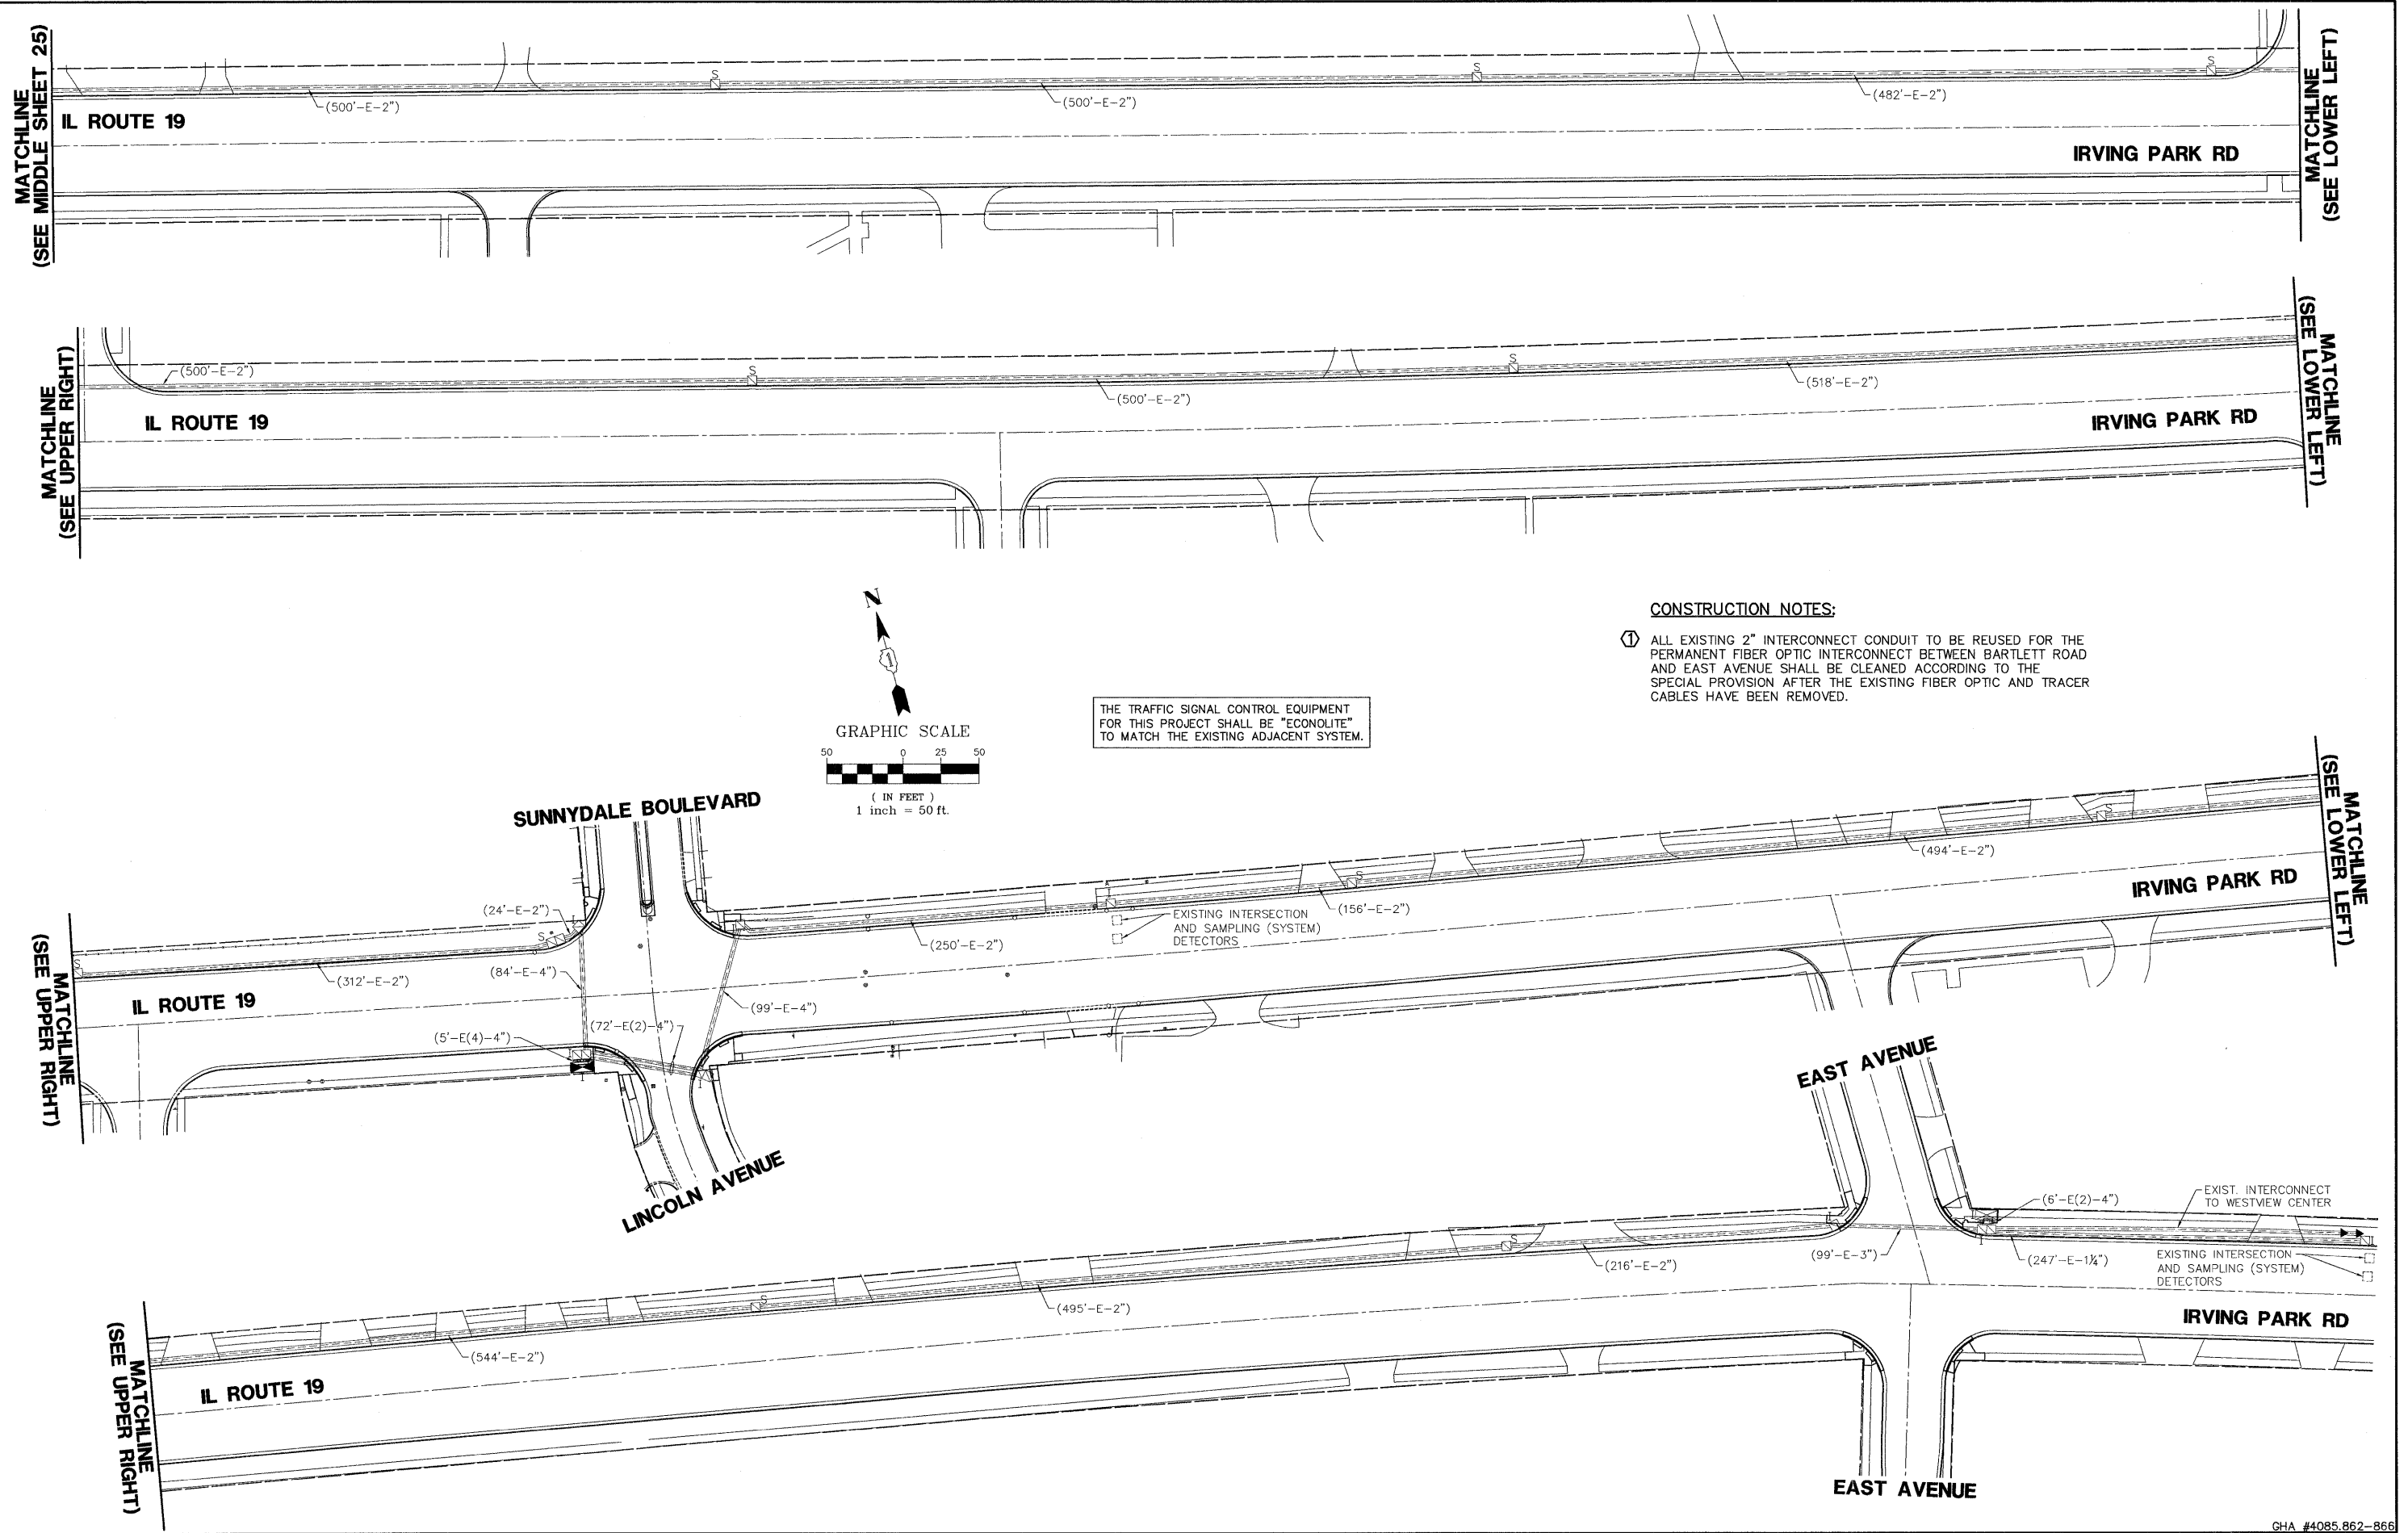 MATCHLINE
(SEE MIDDLE SHEET 25)
S
S
S
(500'-E-2")
(500'-E-2")
(482'-E-2")
IL ROUTE 19
IRVING PARK RD
MATCHLINE
(SEE LOWER LEFT)
MATCHLINE
(SEE UPPER RIGHT)
(500'-E-2")
S
S
(500'-E-2")
(518'-E-2")
IL ROUTE 19
IRVING PARK RD
MATCHLINE
(SEE LOWER LEFT)
N
1
GRAPHIC SCALE
50 0 25 50
( IN FEET )
1 inch = 50 ft.
THE TRAFFIC SIGNAL CONTROL EQUIPMENT
FOR THIS PROJECT SHALL BE "ECONOLITE"
TO MATCH THE EXISTING ADJACENT SYSTEM.
CONSTRUCTION NOTES:
1 ALL EXISTING 2" INTERCONNECT CONDUIT TO BE REUSED FOR THE
PERMANENT FIBER OPTIC INTERCONNECT BETWEEN BARTLETT ROAD
AND EAST AVENUE SHALL BE CLEANED ACCORDING TO THE
SPECIAL PROVISION AFTER THE EXISTING FIBER OPTIC AND TRACER
CABLES HAVE BEEN REMOVED.
MATCHLINE
(SEE UPPER RIGHT)
SUNNYDALE BOULEVARD
S
(312'-E-2")
(24'-E-2")
S
(84'-E-4")
IL ROUTE 19
(5'-E(4)-4")
(72'-E(2)-4")
(99'-E-4")
(250'-E-2")
EXISTING INTERSECTION
AND SAMPLING (SYSTEM)
DETECTORS
S
(156'-E-2")
(494'-E-2")
S
IRVING PARK RD
MATCHLINE
(SEE LOWER LEFT)
LINCOLN AVENUE
EAST AVENUE
MATCHLINE
(SEE UPPER RIGHT)
(544'-E-2")
S
(495'-E-2")
S
(216'-E-2")
(99'-E-3")
(6'-E(2)-4")
EXIST. INTERCONNECT
TO WESTVIEW CENTER
(247'-E-1¼")
EXISTING INTERSECTION
AND SAMPLING (SYSTEM)
DETECTORS
IL ROUTE 19
IRVING PARK RD
EAST AVENUE
GHA #4085.862-866